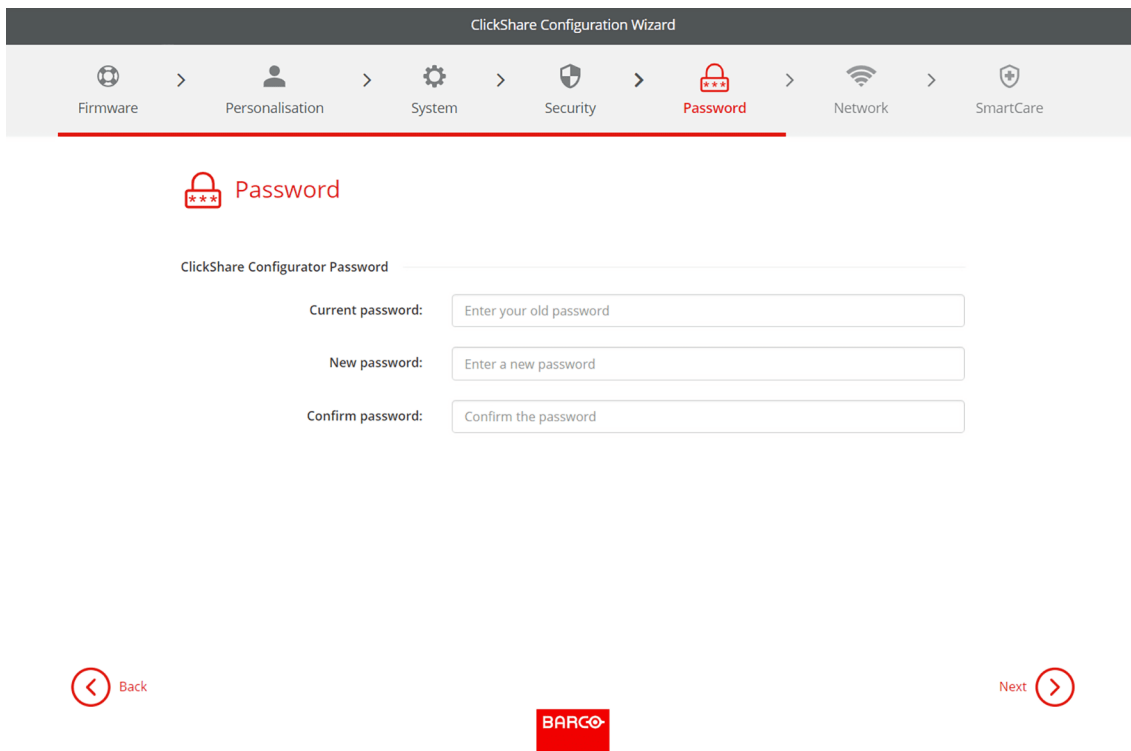 ClickShare Configuration Wizard
Firmware > Personalisation > System > Security > Password > Network > SmartCare
*** Password
ClickShare Configurator Password
Current password: Enter your old password
New password: Enter a new password
Confirm password: Confirm the password
Back Next
BARCO